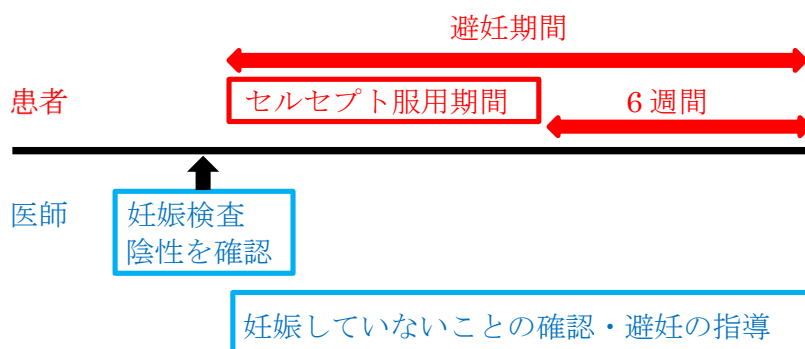 避妊期間
患者
セルセプト服用期間
６週間
医師
妊娠検査
陰性を確認
妊娠していないことの確認・避妊の指導